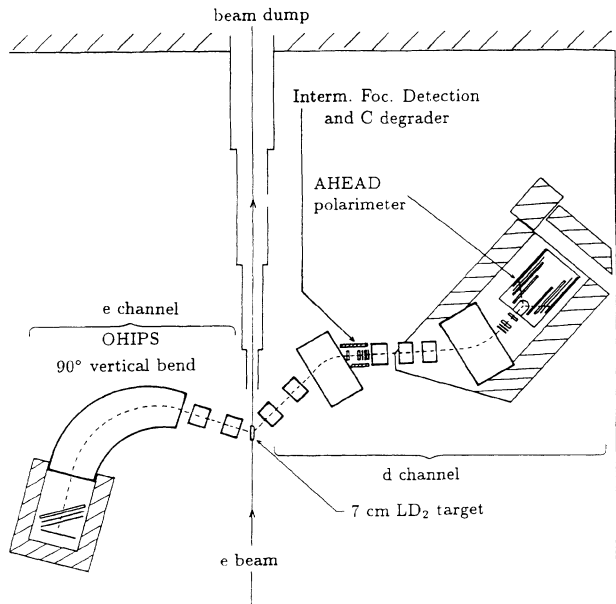 beam dump
Interm. Foc. Detection
and C degrader
AHEAD
polarimeter
e channel
OHIPS
90° vertical bend
d channel
7 cm LD₂ target
e beam